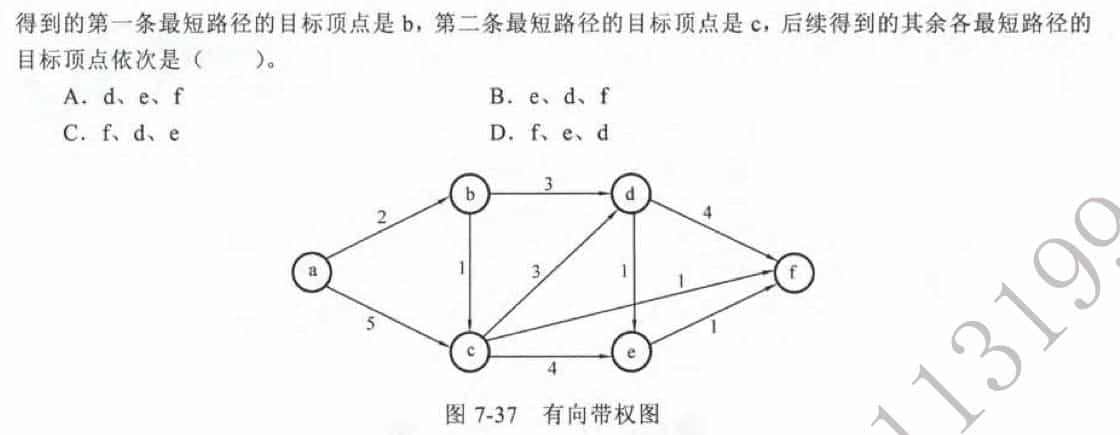 得到的第一条最短路径的目标顶点是 b，第二条最短路径的目标顶点是 c，后续得到的其余各最短路径的
目标顶点依次是（　　）。
A．d、e、f
B．e、d、f
C．f、d、e
D．f、e、d
b
3
d
2
4
a
1
3
1
1
f
5
1
c
4
e
图 7-37 有向带权图
113199